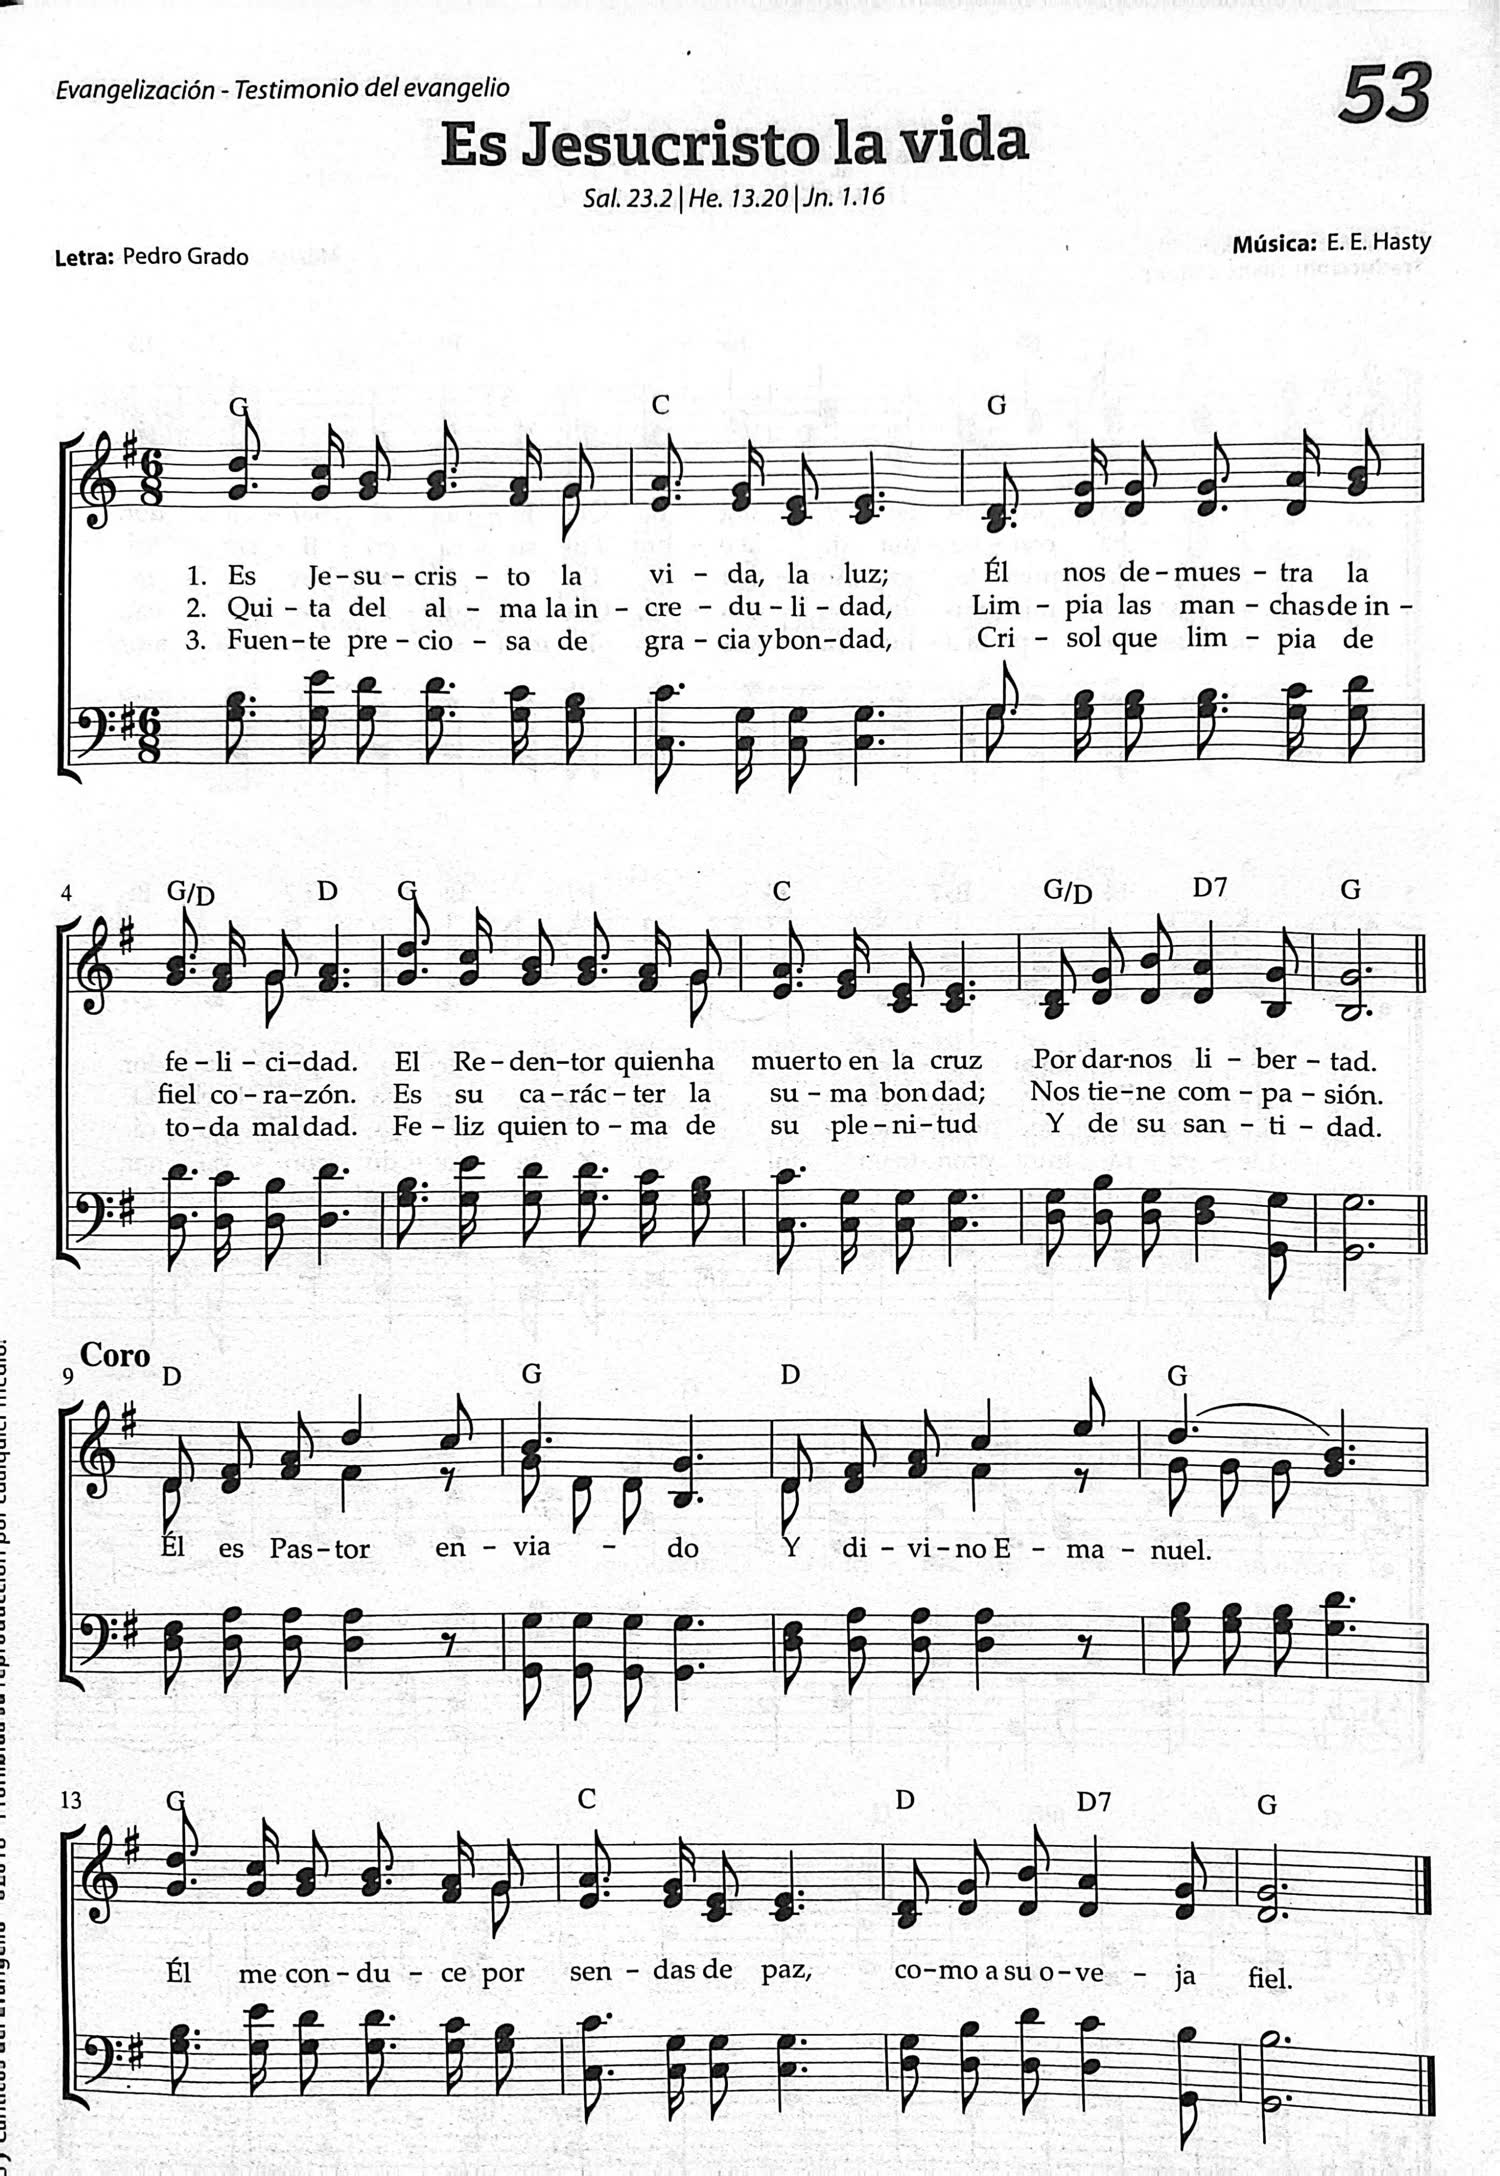 53
Evangelización - Testimonio del evangelio
Es Jesucristo la vida
Sal. 23.2 | He. 13.20 | Jn. 1.16
Letra: Pedro Grado Música: E. E. Hasty
G C G
1. Es Je-su-cris-to la vi-da, la luz; Él nos de-mues-tra la
2. Qui-ta del al-ma la in-cre-du-li-dad, Lim-pia las man-chas de in-
3. Fuen-te pre-cio-sa de gra-cia y bon-dad, Cri-sol que lim-pia de
4 G/D D G C G/D D7 G
fe-li-ci-dad. El Re-den-tor quien ha muerto en la cruz Por dar-nos li-ber-tad.
fiel co-ra-zón. Es su ca-rác-ter la su-ma bon dad; Nos tie-ne com-pa-sión.
to-da mal dad. Fe-liz quien to-ma de su ple-ni-tud Y de su san-ti-dad.
Coro
9 D G D G
Él es Pas-tor en-via-do Y di-vi-no E-ma-nuel.
13 G C D D7 G
Él me con-du-ce por sen-das de paz, co-mo a su o-ve-ja fiel.